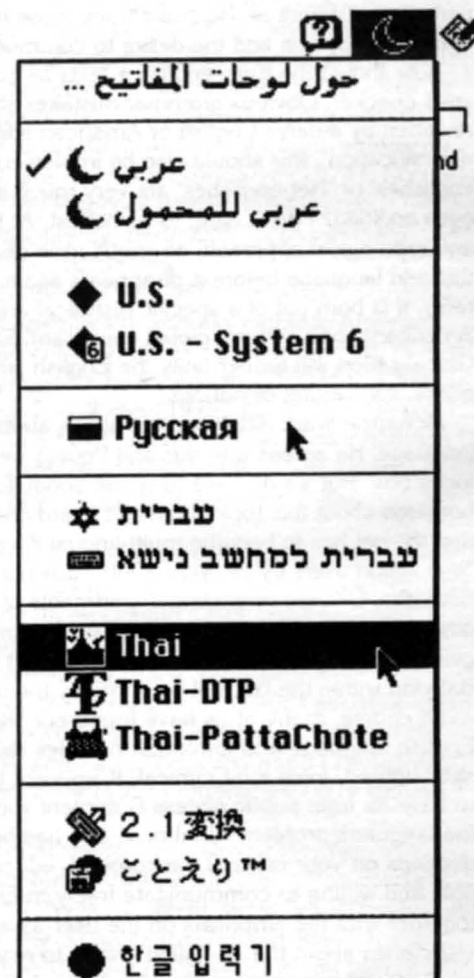 حول لوحات المفاتيح ...
عربي
nd
عربي للمحمول
U.S.
U.S. - System 6
Русская
עברית
עברית למחשב נישא
Thai
Thai-DTP
Thai-PattaChote
2.1変換
ことえり™
한글 입력기